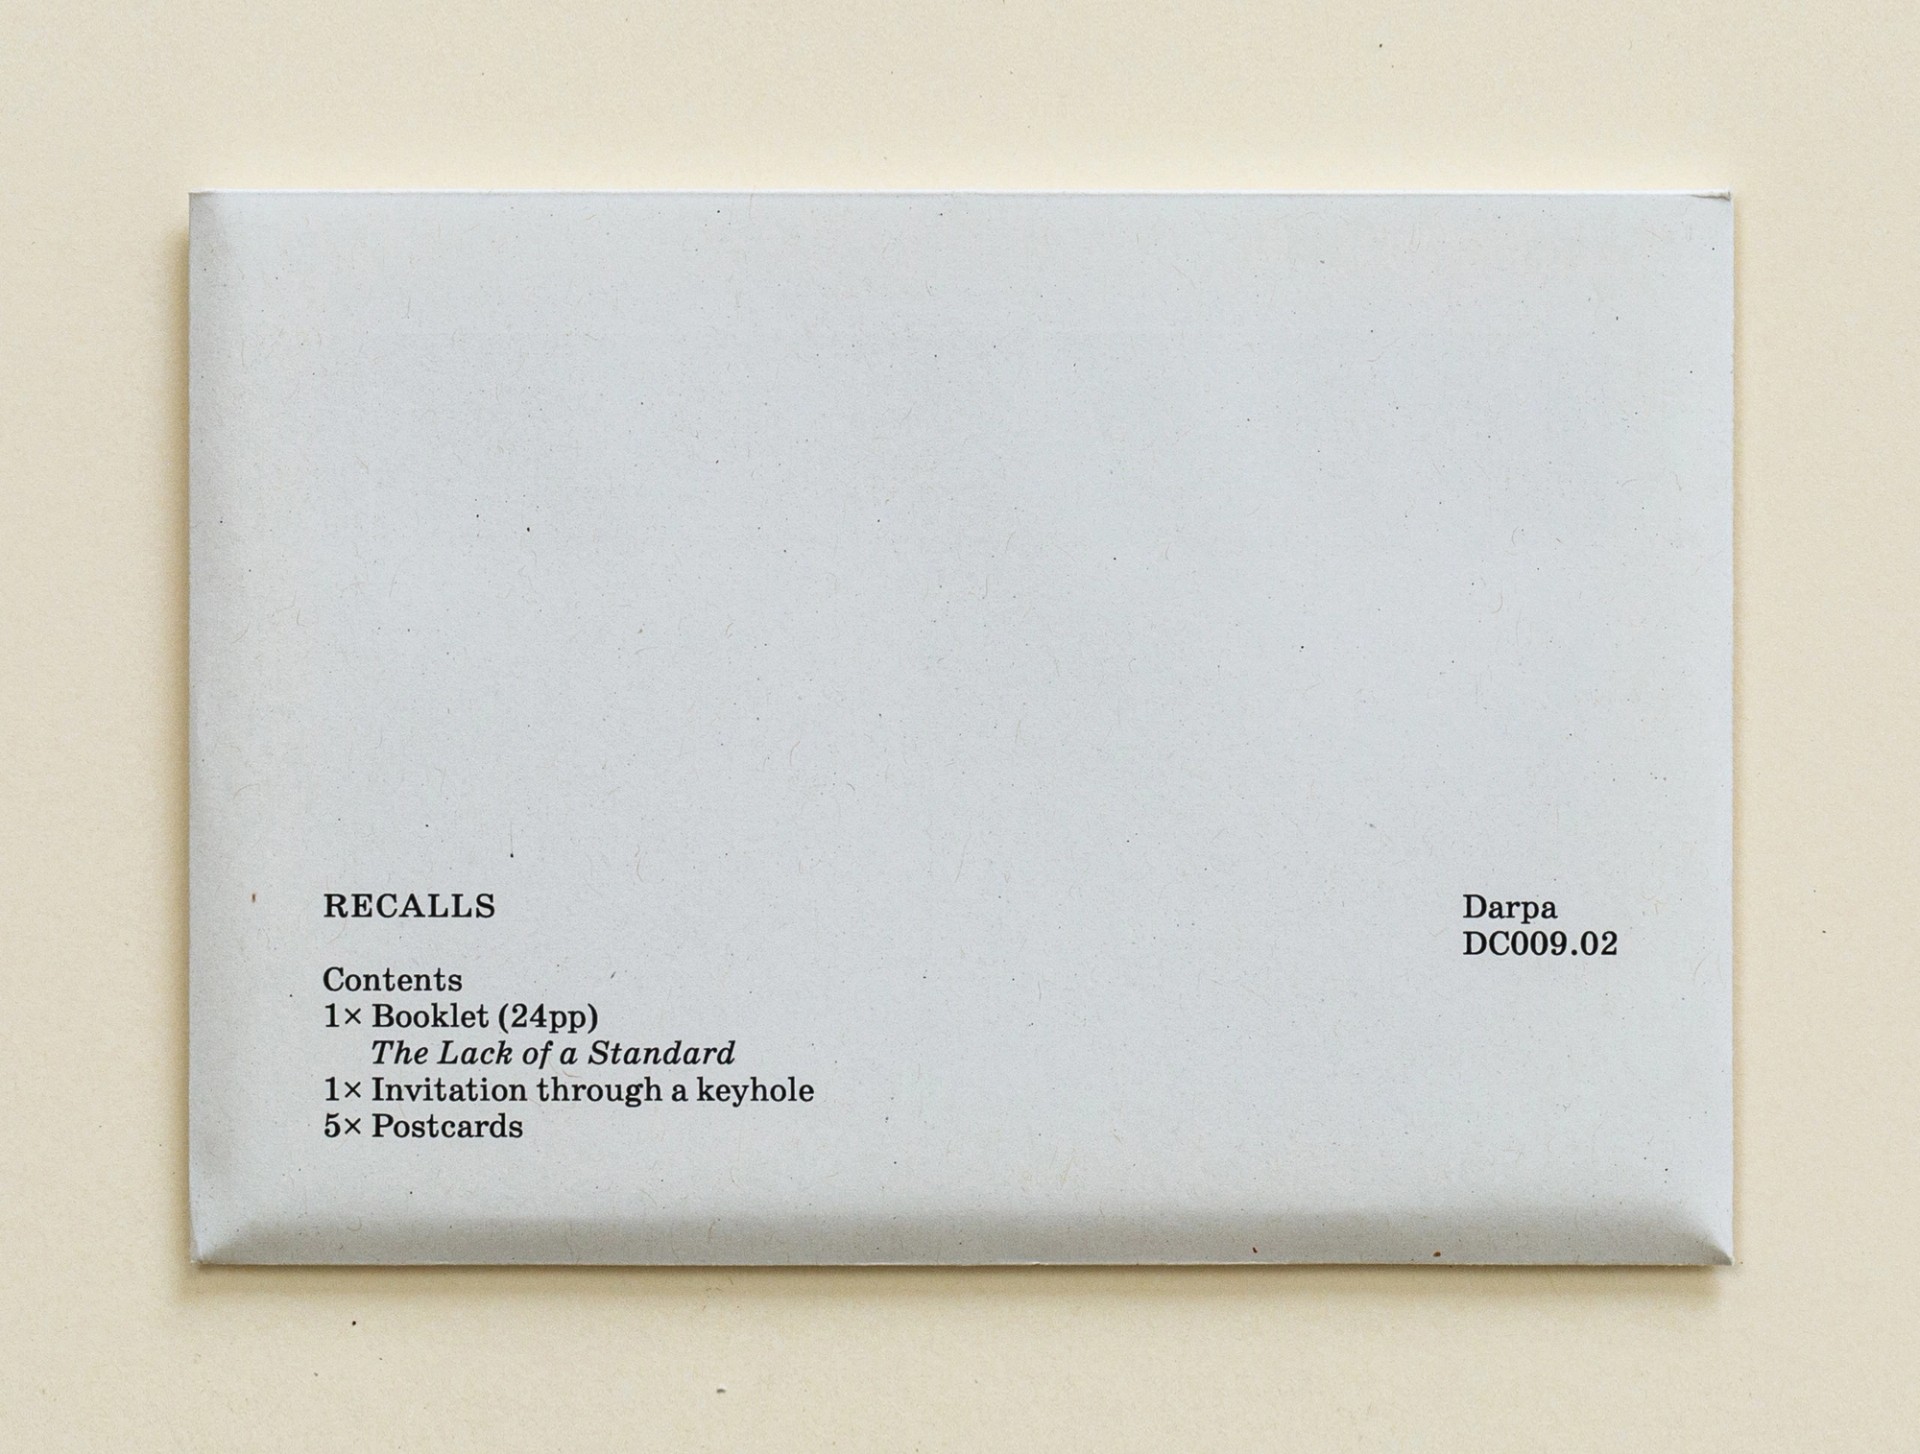 RECALLS
Contents
1× Booklet (24pp)
The Lack of a Standard
1× Invitation through a keyhole
5× Postcards
Darpa
DC009.02